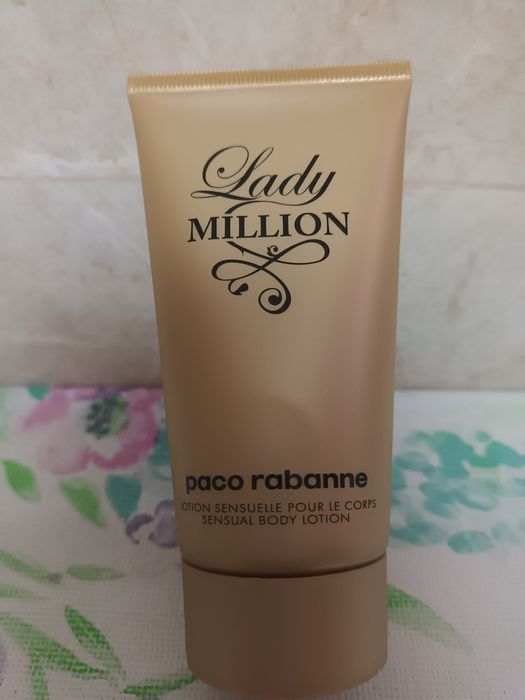 Lady
MILLION
paco rabanne
LOTION SENSUELLE POUR LE CORPS
SENSUAL BODY LOTION